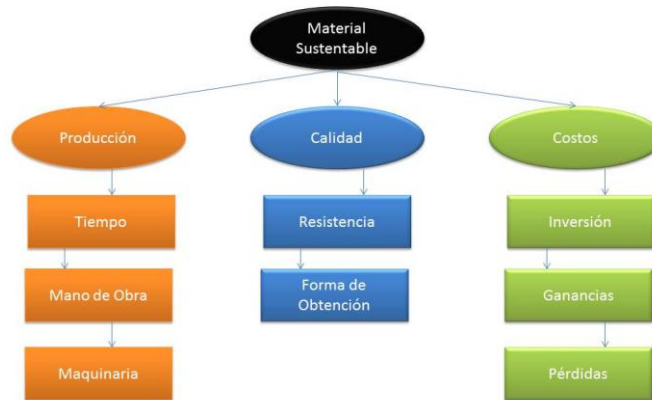 Material
Sustentable
Producción
Calidad
Costos
Tiempo
Resistencia
Inversión
Mano de Obra
Forma de
Obtención
Ganancias
Maquinaria
Pérdidas